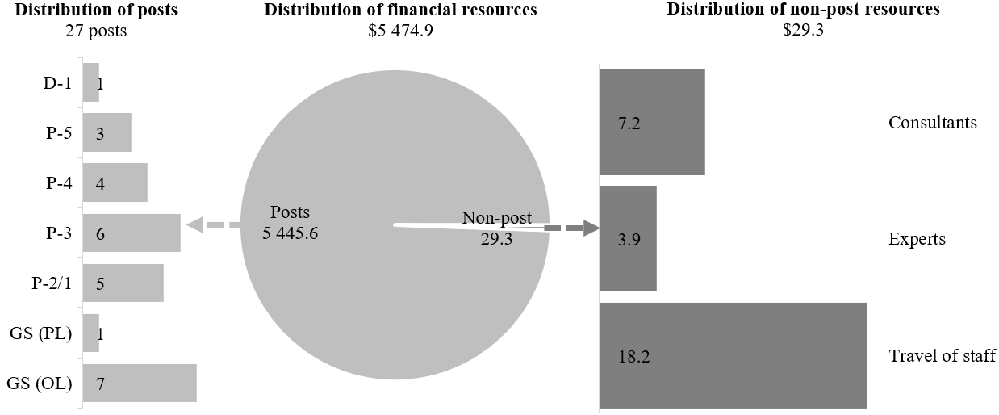 Distribution of posts
27 posts
D-1
1
P-5
3
P-4
4
P-3
6
P-2/1
5
GS (PL)
1
GS (OL)
7
Distribution of financial resources
$5 474.9
Posts
5 445.6
Non-post
29.3
Distribution of non-post resources
$29.3
7.2
Consultants
3.9
Experts
18.2
Travel of staff